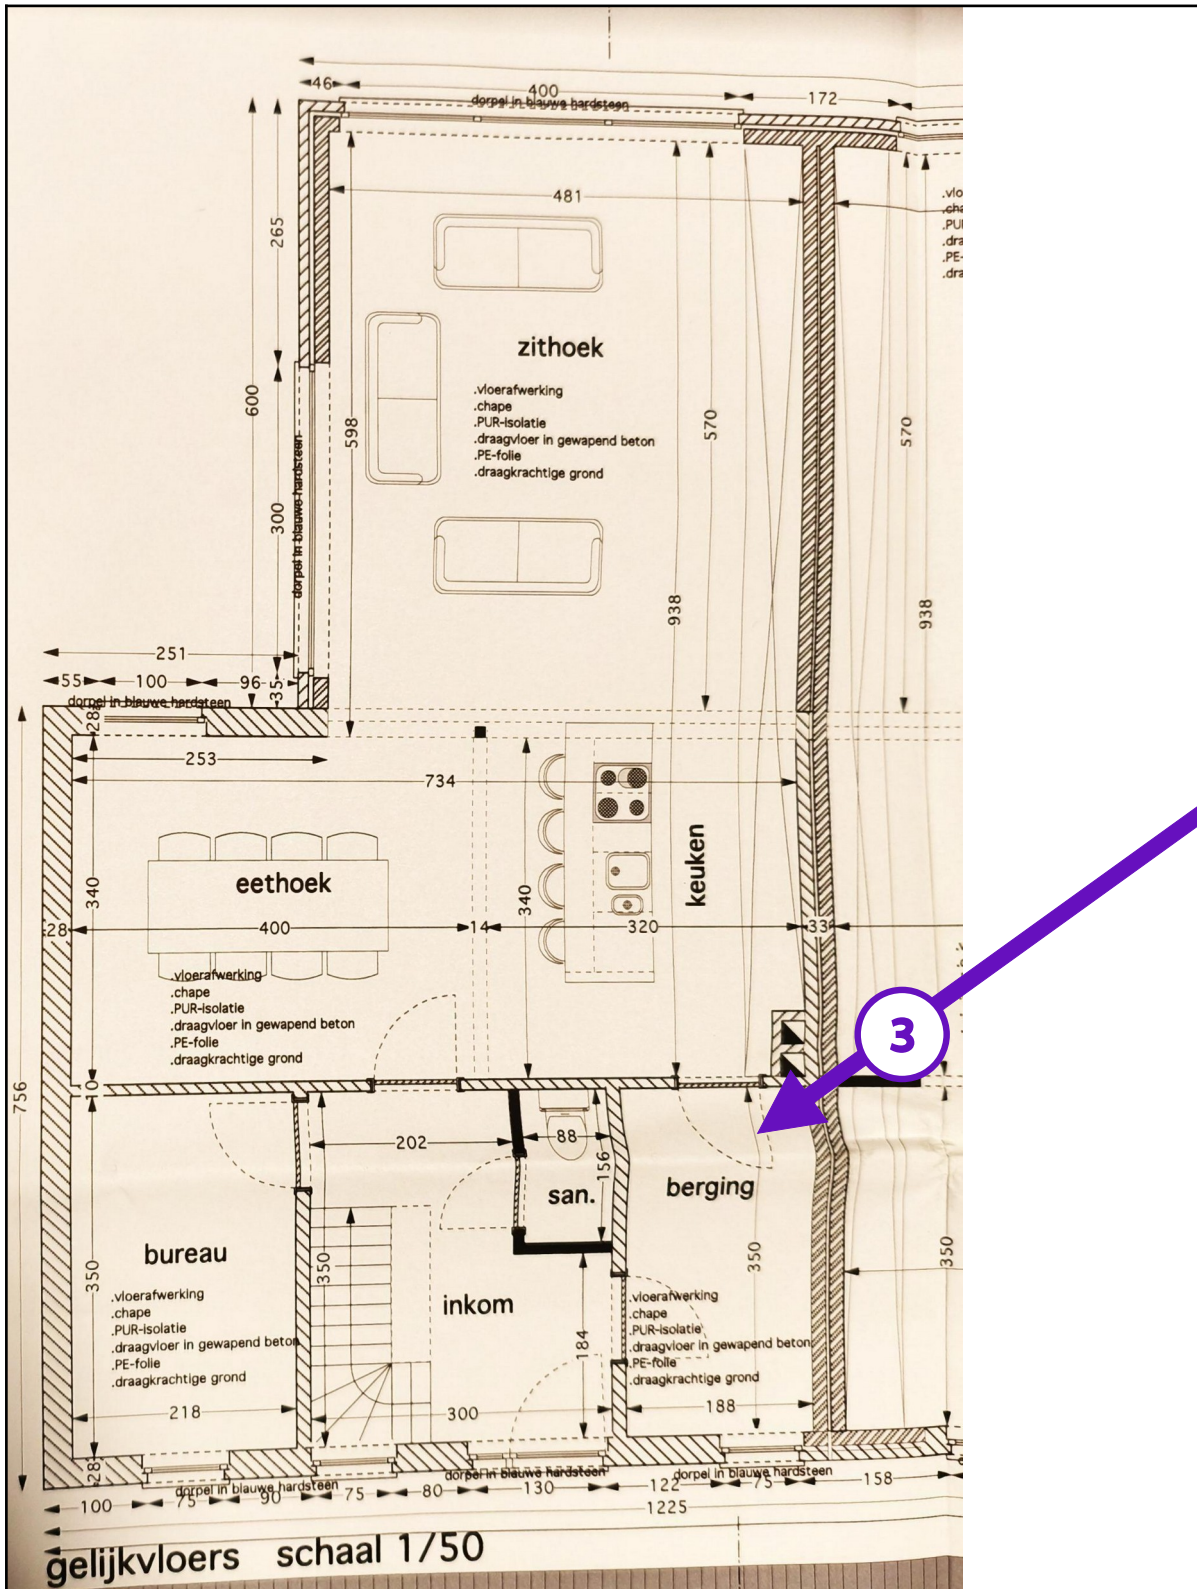 46
400
172
dorpel in blauwe hardsteen
481
265
600
598
570
570
zithoek
.vloerafwerking
.chape
.PUR-isolatie
.draagvloer in gewapend beton
.PE-folie
.draagkrachtige grond
.vlo
.cha
.PU
.dra
.PE-
.dra
300
dorpel in blauwe hardsteen
938
938
251
55
100
96
35
dorpel in blauwe hardsteen
28
253
734
keuken
eethoek
340
340
28
400
14
320
33
.vloerafwerking
.chape
.PUR-isolatie
.draagvloer in gewapend beton
.PE-folie
.draagkrachtige grond
3
756
10
202
88
156
san.
berging
bureau
350
350
350
350
inkom
184
.vloerafwerking
.chape
.PUR-isolatie
.draagvloer in gewapend beton
.PE-folie
.draagkrachtige grond
.vloerafwerking
.chape
.PUR-isolatie
.draagvloer in gewapend beton
.PE-folie
.draagkrachtige grond
218
300
188
28
dorpel in blauwe hardsteen
dorpel in blauwe hardsteen
dorpel in blauwe hardsteen
100
75
90
75
80
130
122
75
158
1225
gelijkvloers schaal 1/50